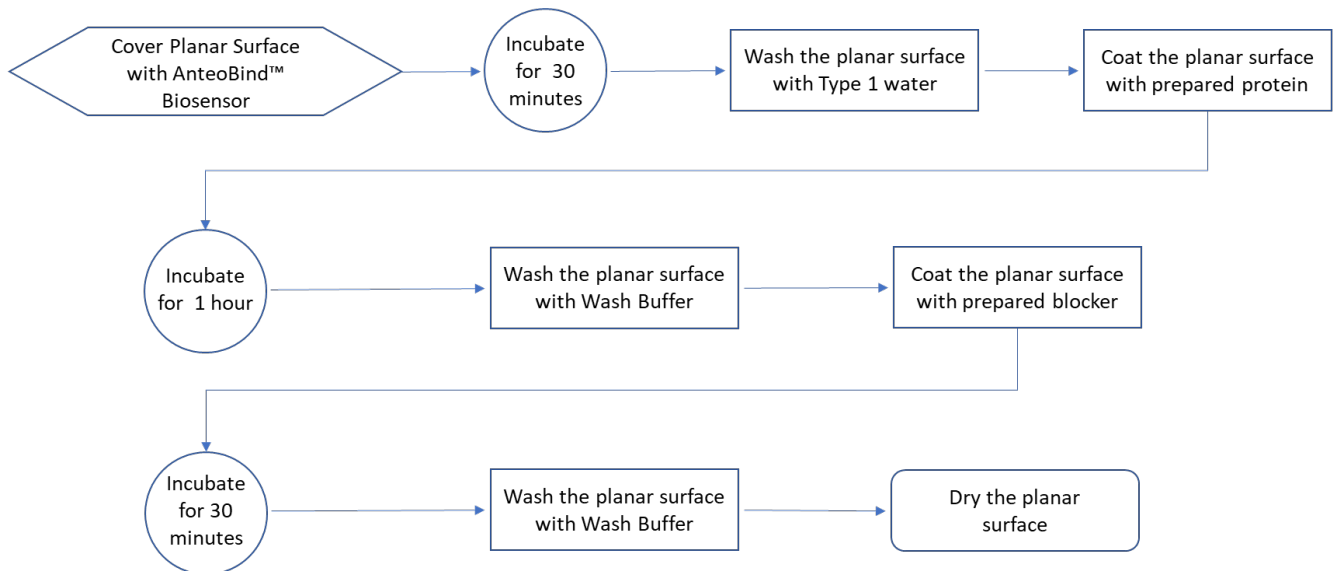 Cover Planar Surface
with AnteoBind™
Biosensor
Incubate
for 30
minutes
Wash the planar surface
with Type 1 water
Coat the planar surface
with prepared protein
Incubate
for 1 hour
Wash the planar surface
with Wash Buffer
Coat the planar surface
with prepared blocker
Incubate
for 30
minutes
Wash the planar surface
with Wash Buffer
Dry the planar
surface